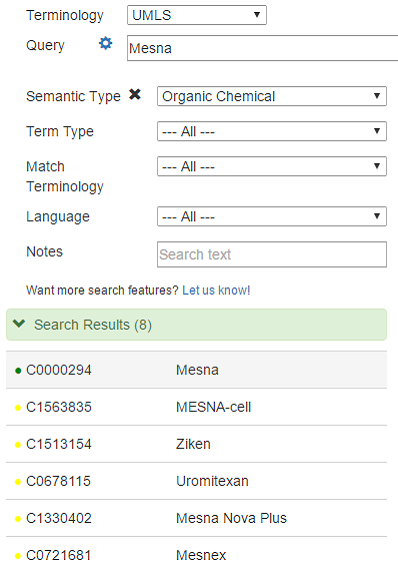 Terminology UMLS
Query Mesna
Semantic Type Organic Chemical
Term Type --- All ---
Match Terminology --- All ---
Language --- All ---
Notes Search text
Want more search features? Let us know!
Search Results (8)
C0000294 Mesna
C1563835 MESNA-cell
C1513154 Ziken
C0678115 Uromitexan
C1330402 Mesna Nova Plus
C0721681 Mesnex